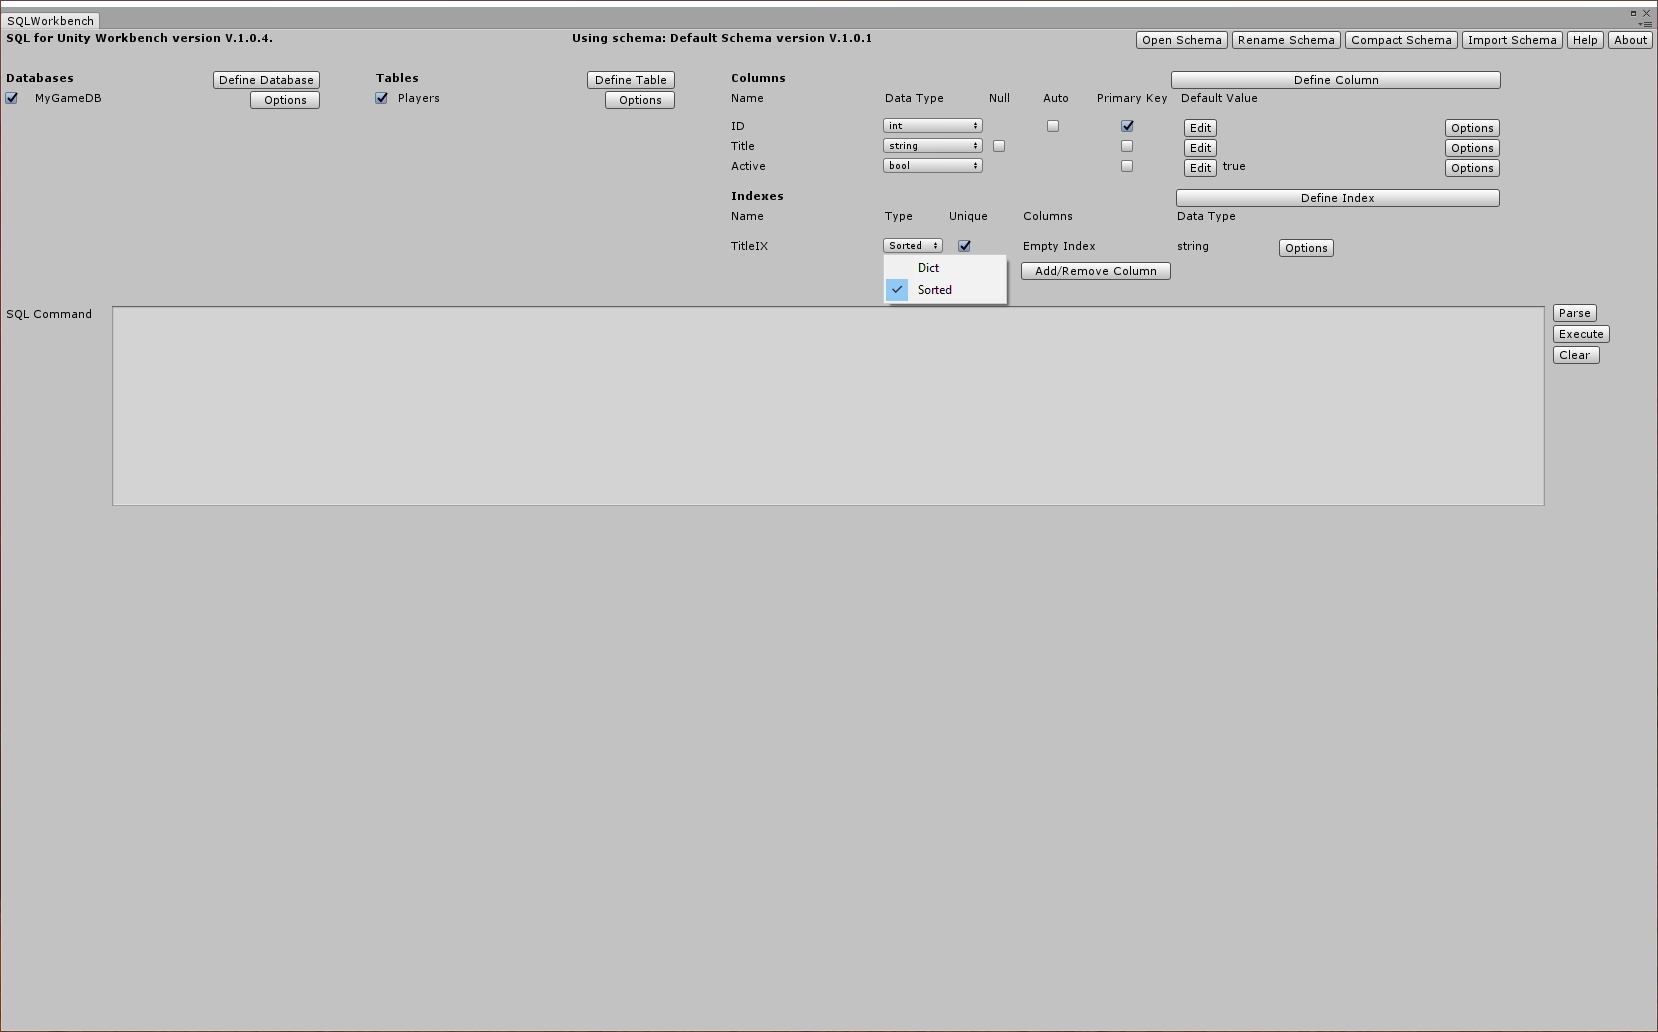 SQLWorkbench
SQL for Unity Workbench version V.1.0.4. Using schema: Default Schema version V.1.0.1 Open Schema Rename Schema Compact Schema Import Schema Help About
Databases Define Database Tables Define Table Columns Define Column
MyGameDB Options Players Options Name Data Type Null Auto Primary Key Default Value
ID int Edit Options
Title string Edit Options
Active bool Edit true Options
Indexes Define Index
Name Type Unique Columns Data Type
TitleIX Sorted Empty Index string Options
Dict Add/Remove Column
Sorted
SQL Command Parse
Execute
Clear